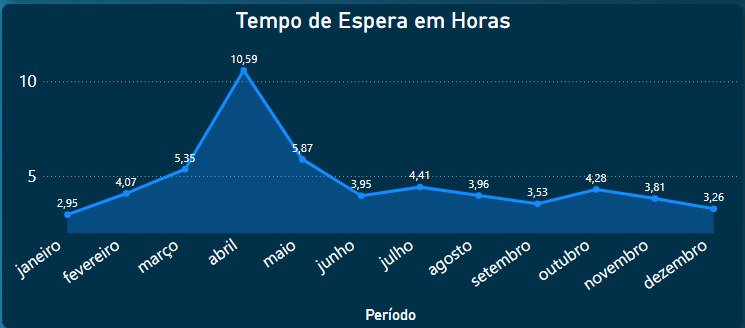 Tempo de Espera em Horas
10
5
2,95
4,07
5,35
10,59
5,87
3,95
4,41
3,96
3,53
4,28
3,81
3,26
janeiro
fevereiro
março
abril
maio
junho
julho
agosto
setembro
outubro
novembro
dezembro
Período